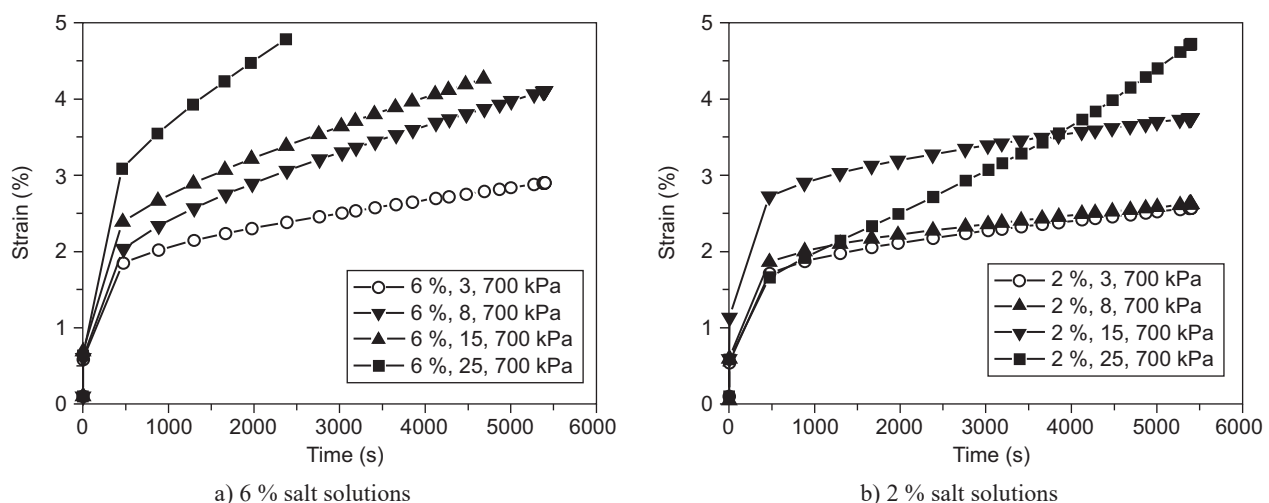 5
4
3
2
1
0
Strain (%)
0 1000 2000 3000 4000 5000 6000
Time (s)
6 %, 3, 700 kPa
6 %, 8, 700 kPa
6 %, 15, 700 kPa
6 %, 25, 700 kPa
a) 6 % salt solutions
5
4
3
2
1
0
Strain (%)
0 1000 2000 3000 4000 5000 6000
Time (s)
2 %, 3, 700 kPa
2 %, 8, 700 kPa
2 %, 15, 700 kPa
2 %, 25, 700 kPa
b) 2 % salt solutions